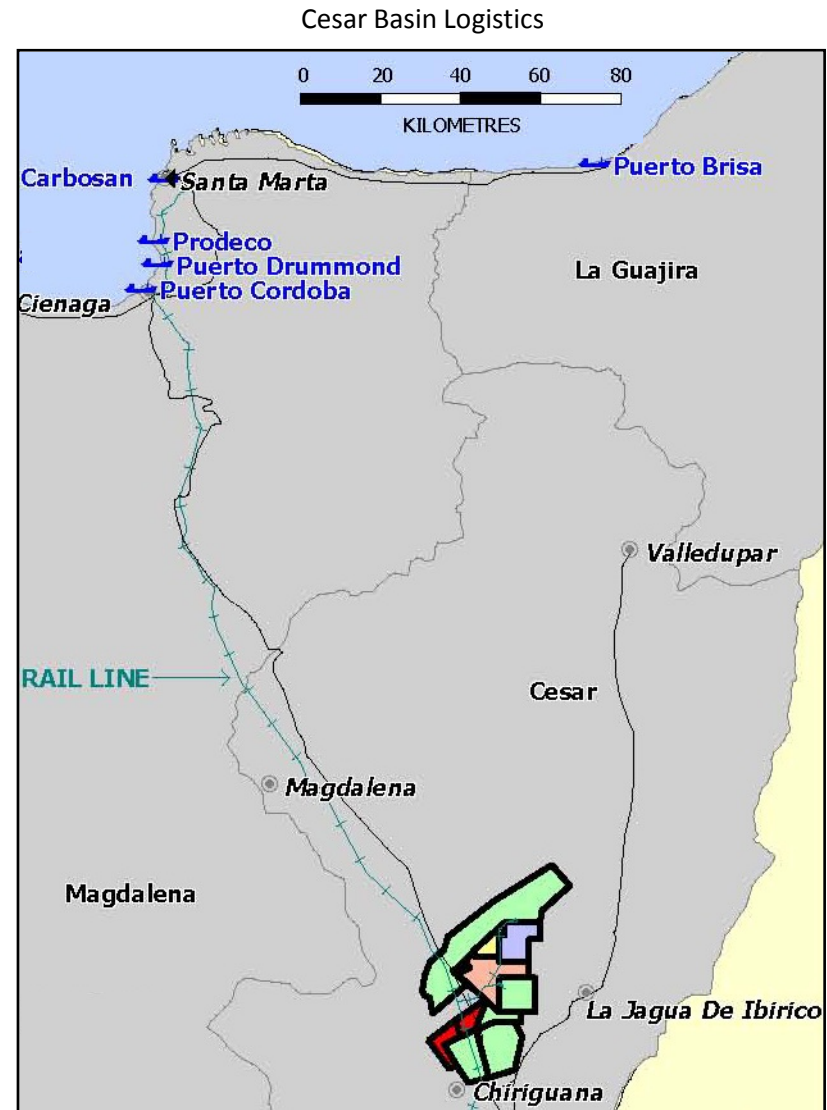 Cesar Basin Logistics
0 20 40 60 80
KILOMETRES
Carbosan
Santa Marta
Puerto Brisa
Prodeco
Puerto Drummond
La Guajira
Puerto Cordoba
Cienaga
Valledupar
RAIL LINE
Cesar
Magdalena
Magdalena
La Jagua De Ibirico
Chiriguana